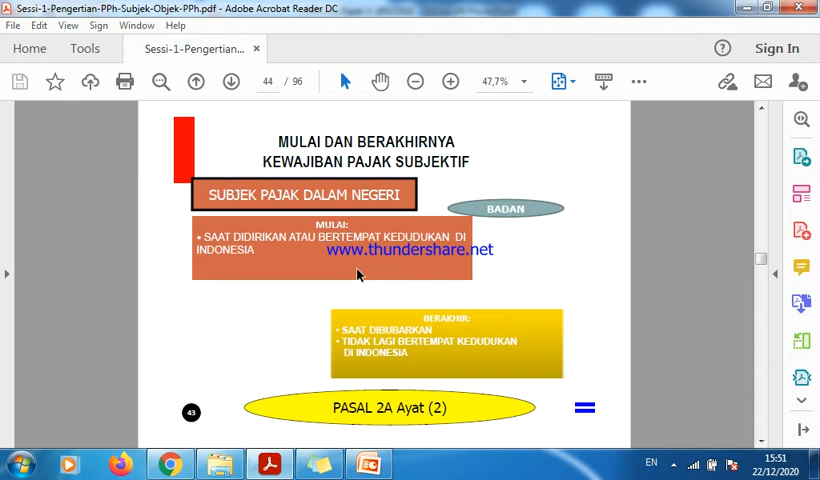 Sessi-1-Pengertian-PPh-Subjek-Objek-PPh.pdf - Adobe Acrobat Reader DC
File Edit View Sign Window Help
Home Tools Sessi-1-Pengertian... × ? Sign In
44 / 96 47,7%
MULAI DAN BERAKHIRNYA
KEWAJIBAN PAJAK SUBJEKTIF
SUBJEK PAJAK DALAM NEGERI
BADAN
MULAI:
• SAAT DIDIRIKAN ATAU BERTEMPAT KEDUDUKAN DI
INDONESIA
www.thundershare.net
BERAKHIR:
• SAAT DIBUBARKAN
• TIDAK LAGI BERTEMPAT KEDUDUKAN
DI INDONESIA
43
PASAL 2A Ayat (2)
EN
15:51
22/12/2020